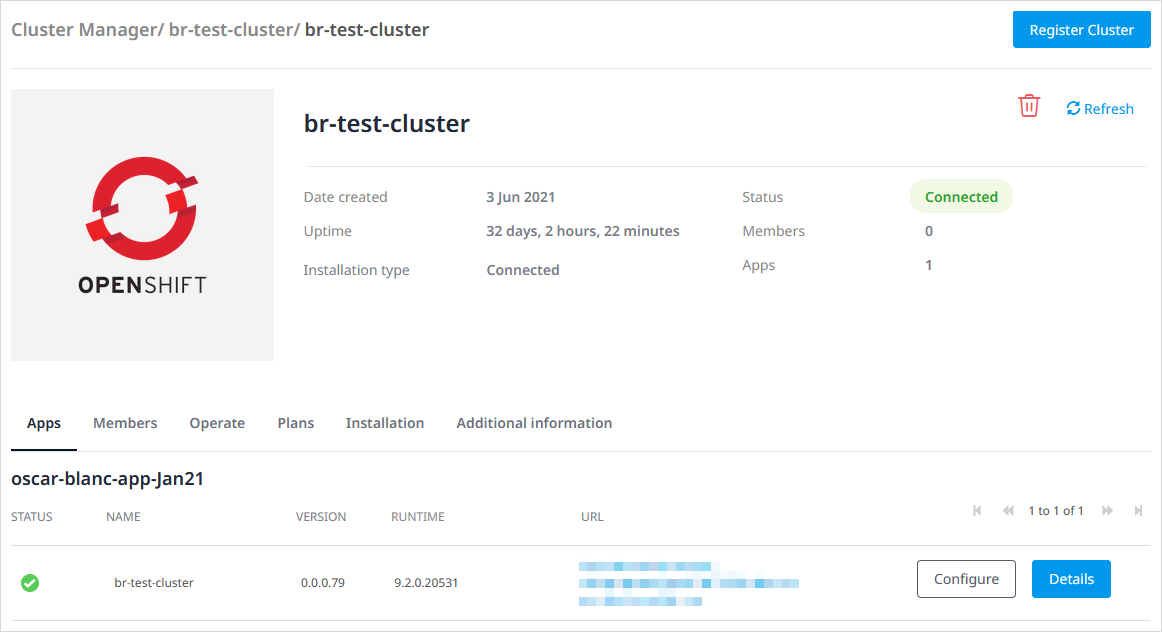 Cluster Manager/ br-test-cluster/ br-test-cluster
Register Cluster
OPENSHIFT
br-test-cluster
Refresh
Date created 3 Jun 2021 Status Connected
Uptime 32 days, 2 hours, 22 minutes Members 0
Installation type Connected Apps 1
Apps Members Operate Plans Installation Additional information
oscar-blanc-app-Jan21
STATUS NAME VERSION RUNTIME URL 1 to 1 of 1
br-test-cluster 0.0.0.79 9.2.0.20531 Configure Details